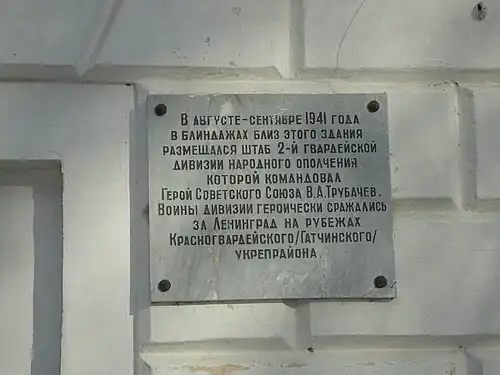 В августе-сентябре 1941 года
в блиндажах близ этого здания
размещался штаб 2-й гвардейской
дивизии народного ополчения
которой командовал
Герой Советского Союза В.А.Трубачев.
Воины дивизии героически сражались
за Ленинград на рубежах
Красногвардейского/Гатчинского/
укрепрайона.